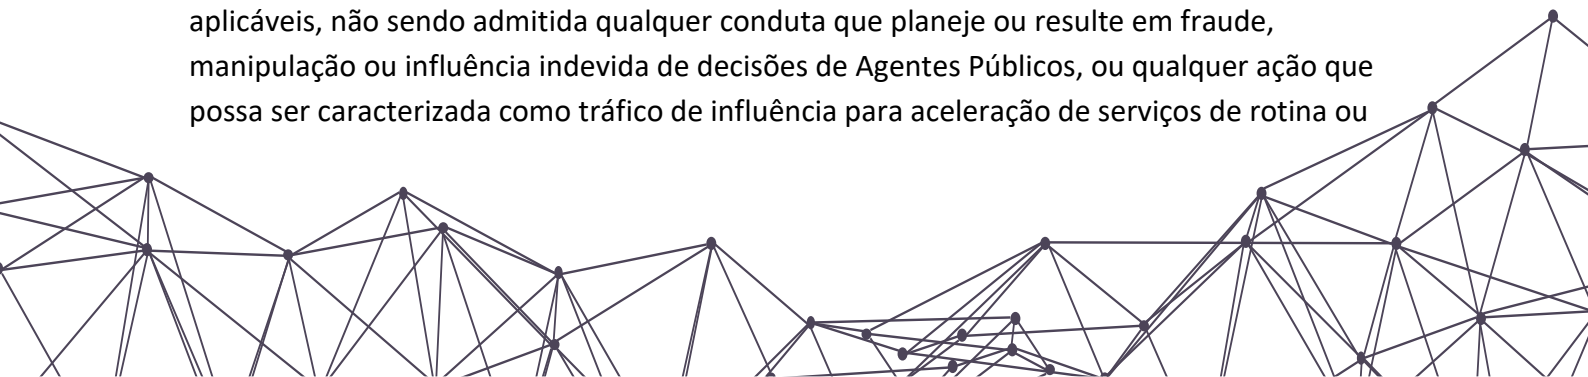 aplicáveis, não sendo admitida qualquer conduta que planeje ou resulte em fraude,
manipulação ou influência indevida de decisões de Agentes Públicos, ou qualquer ação que
possa ser caracterizada como tráfico de influência para aceleração de serviços de rotina ou